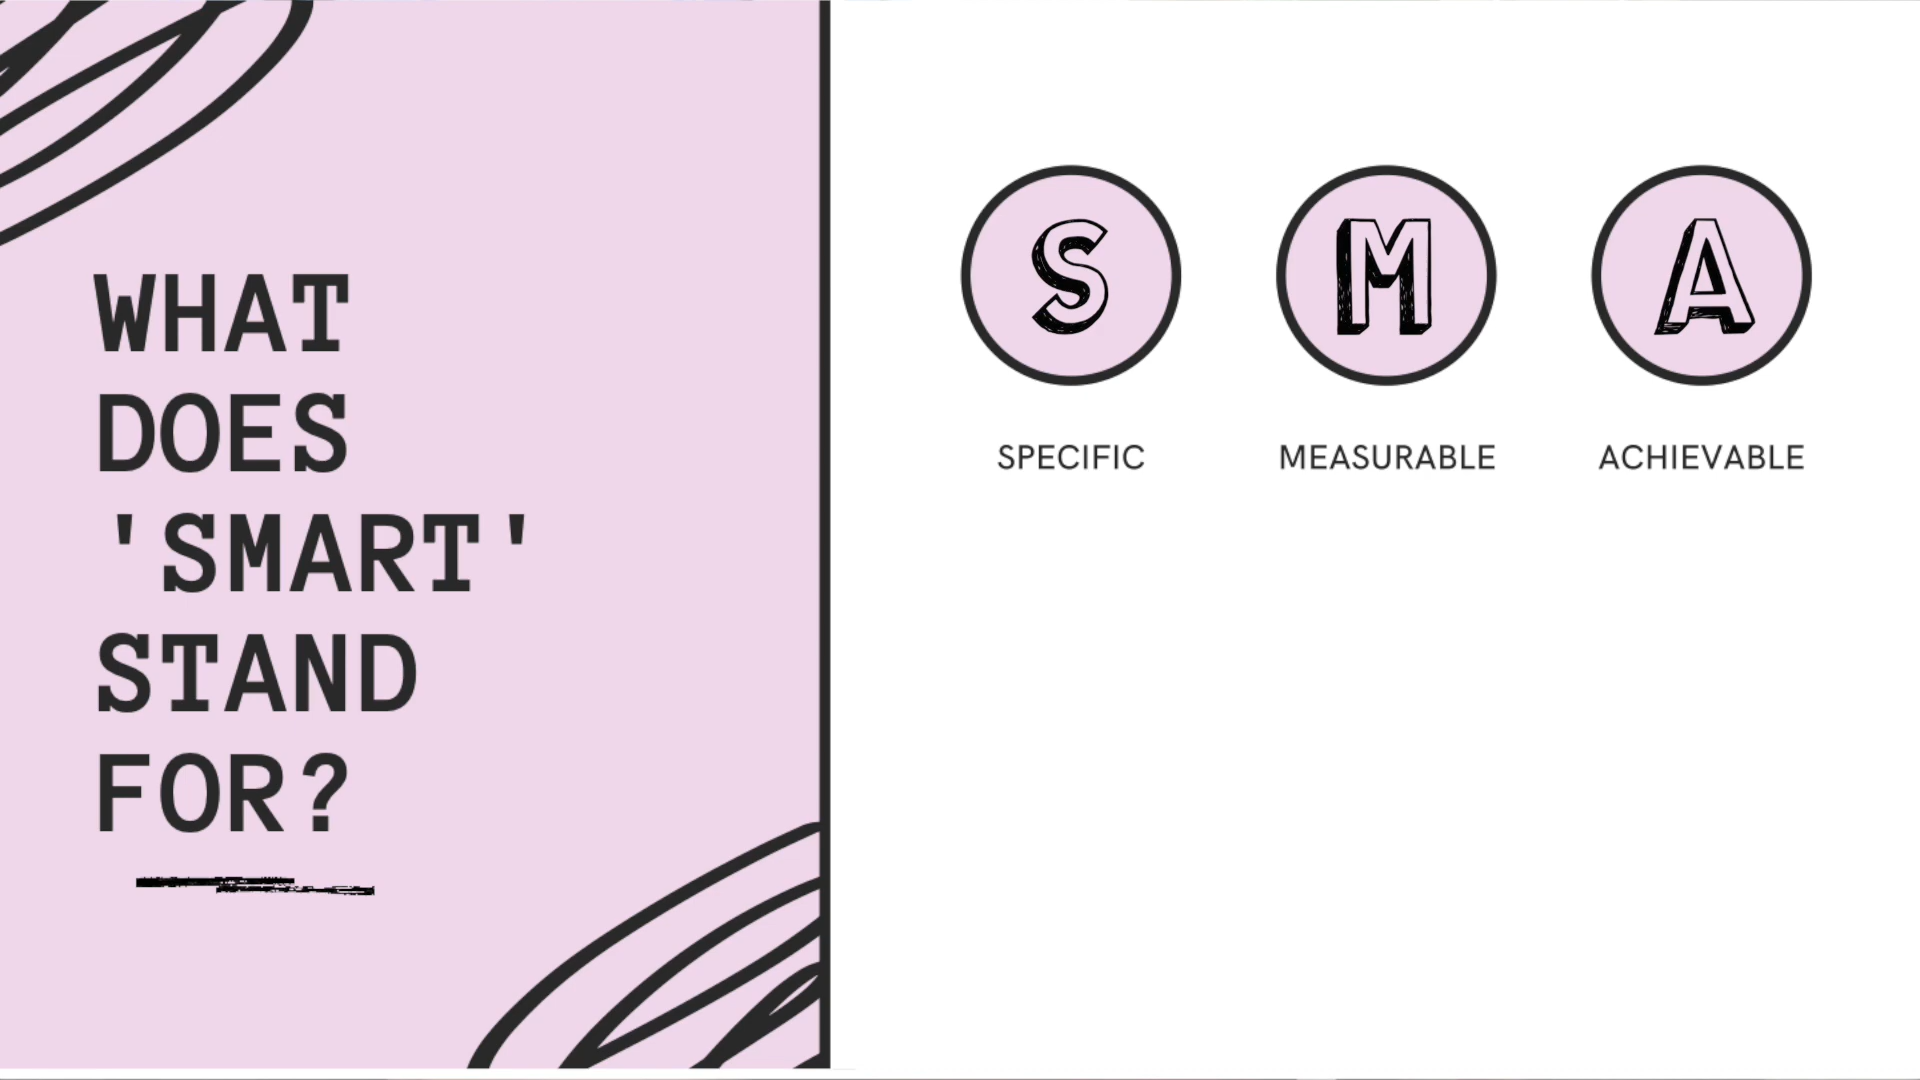 WHAT
DOES
'SMART'
STAND
FOR?
S M A
SPECIFIC MEASURABLE ACHIEVABLE